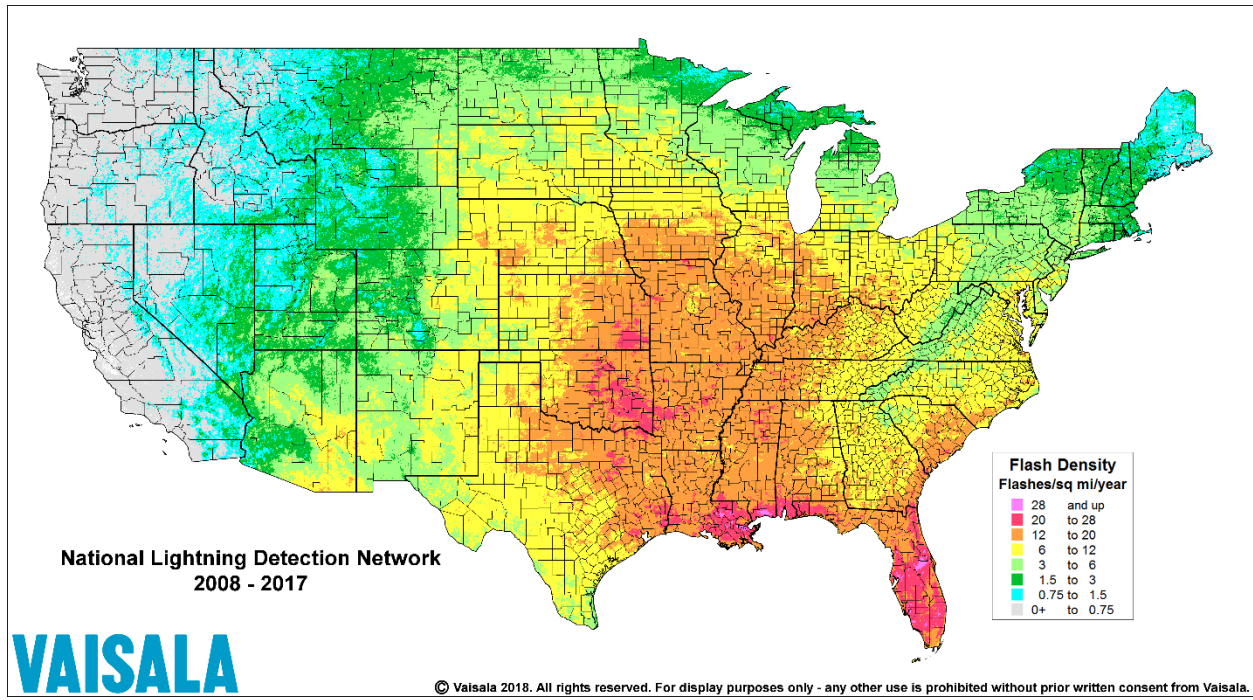 Flash Density
Flashes/sq mi/year
28 and up
20 to 28
12 to 20
6 to 12
3 to 6
1.5 to 3
0.75 to 1.5
0+ to 0.75
National Lightning Detection Network
2008 - 2017
VAISALA
© Vaisala 2018. All rights reserved. For display purposes only - any other use is prohibited without prior written consent from Vaisala.